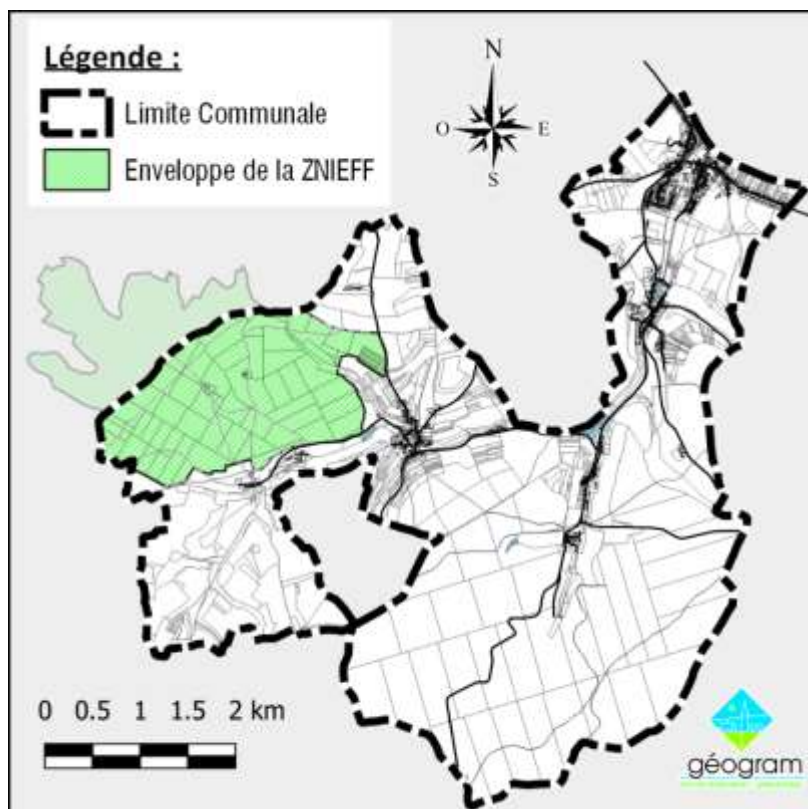 Légende :
Limite Communale
Enveloppe de la ZNIEFF
N
O
E
S
0 0.5 1 1.5 2 km
géogram